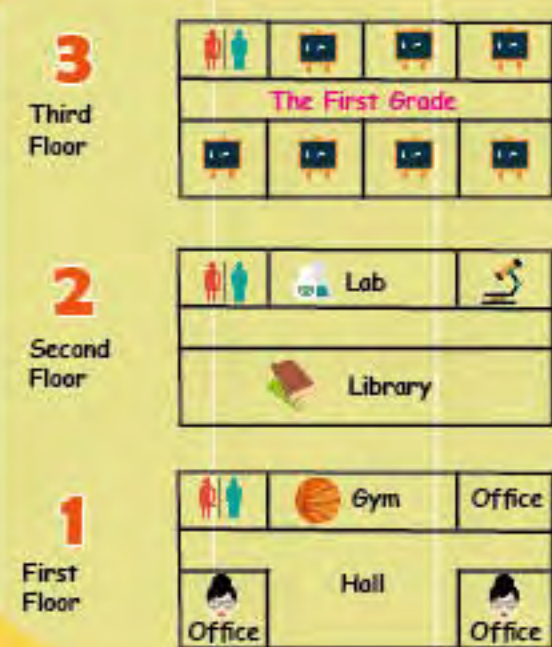 3
Third
Floor
The First Grade
2
Second
Floor
Lab
Library
1
First
Floor
Gym
Office
Hall
Office
Office